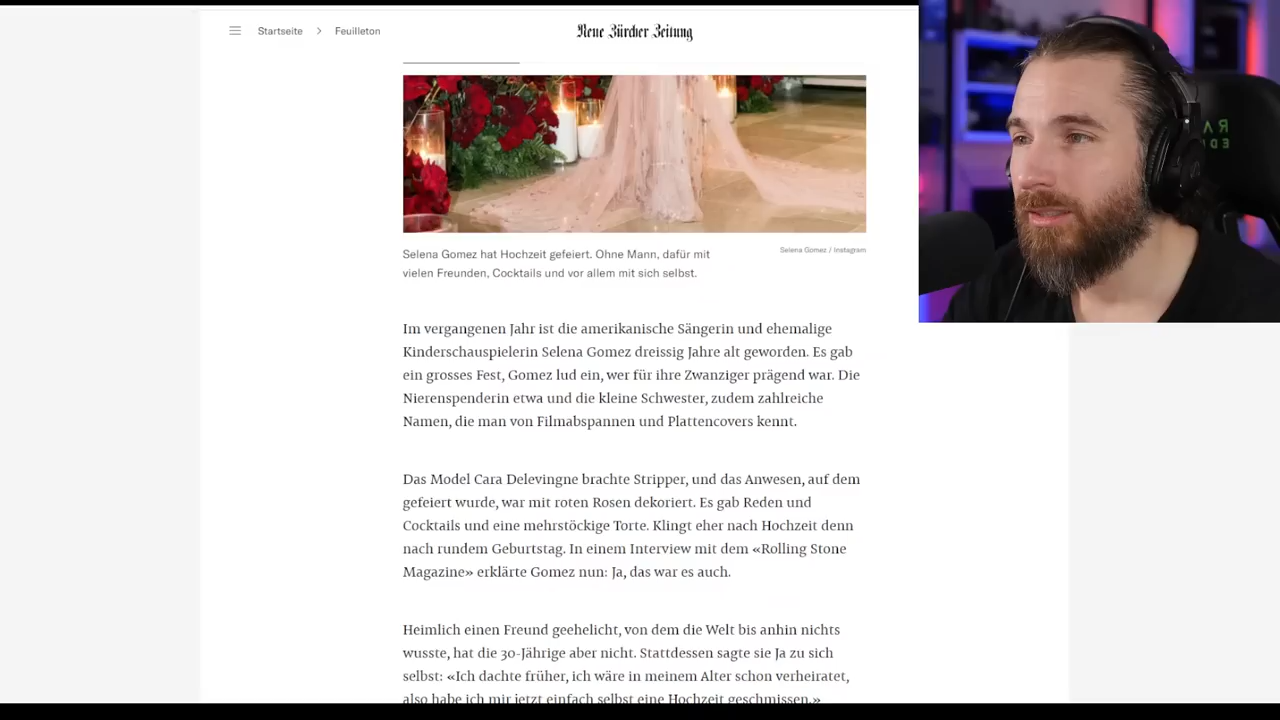 Startseite > Feuilleton
Neue Zürcher Zeitung
Selena Gomez hat Hochzeit gefeiert. Ohne Mann, dafür mit
vielen Freunden, Cocktails und vor allem mit sich selbst.
Selena Gomez / Instagram
Im vergangenen Jahr ist die amerikanische Sängerin und ehemalige
Kinderschauspielerin Selena Gomez dreissig Jahre alt geworden. Es gab
ein grosses Fest, Gomez lud ein, wer für ihre Zwanziger prägend war. Die
Nierenspenderin etwa und die kleine Schwester, zudem zahlreiche
Namen, die man von Filmabspannen und Plattencovers kennt.
Das Model Cara Delevingne brachte Stripper, und das Anwesen, auf dem
gefeiert wurde, war mit roten Rosen dekoriert. Es gab Reden und
Cocktails und eine mehrstöckige Torte. Klingt eher nach Hochzeit denn
nach rundem Geburtstag. In einem Interview mit dem «Rolling Stone
Magazine» erklärte Gomez nun: Ja, das war es auch.
Heimlich einen Freund geehelicht, von dem die Welt bis anhin nichts
wusste, hat die 30-Jährige aber nicht. Stattdessen sagte sie Ja zu sich
selbst: «Ich dachte früher, ich wäre in meinem Alter schon verheiratet,
also habe ich mir jetzt einfach selbst eine Hochzeit geschmissen.»